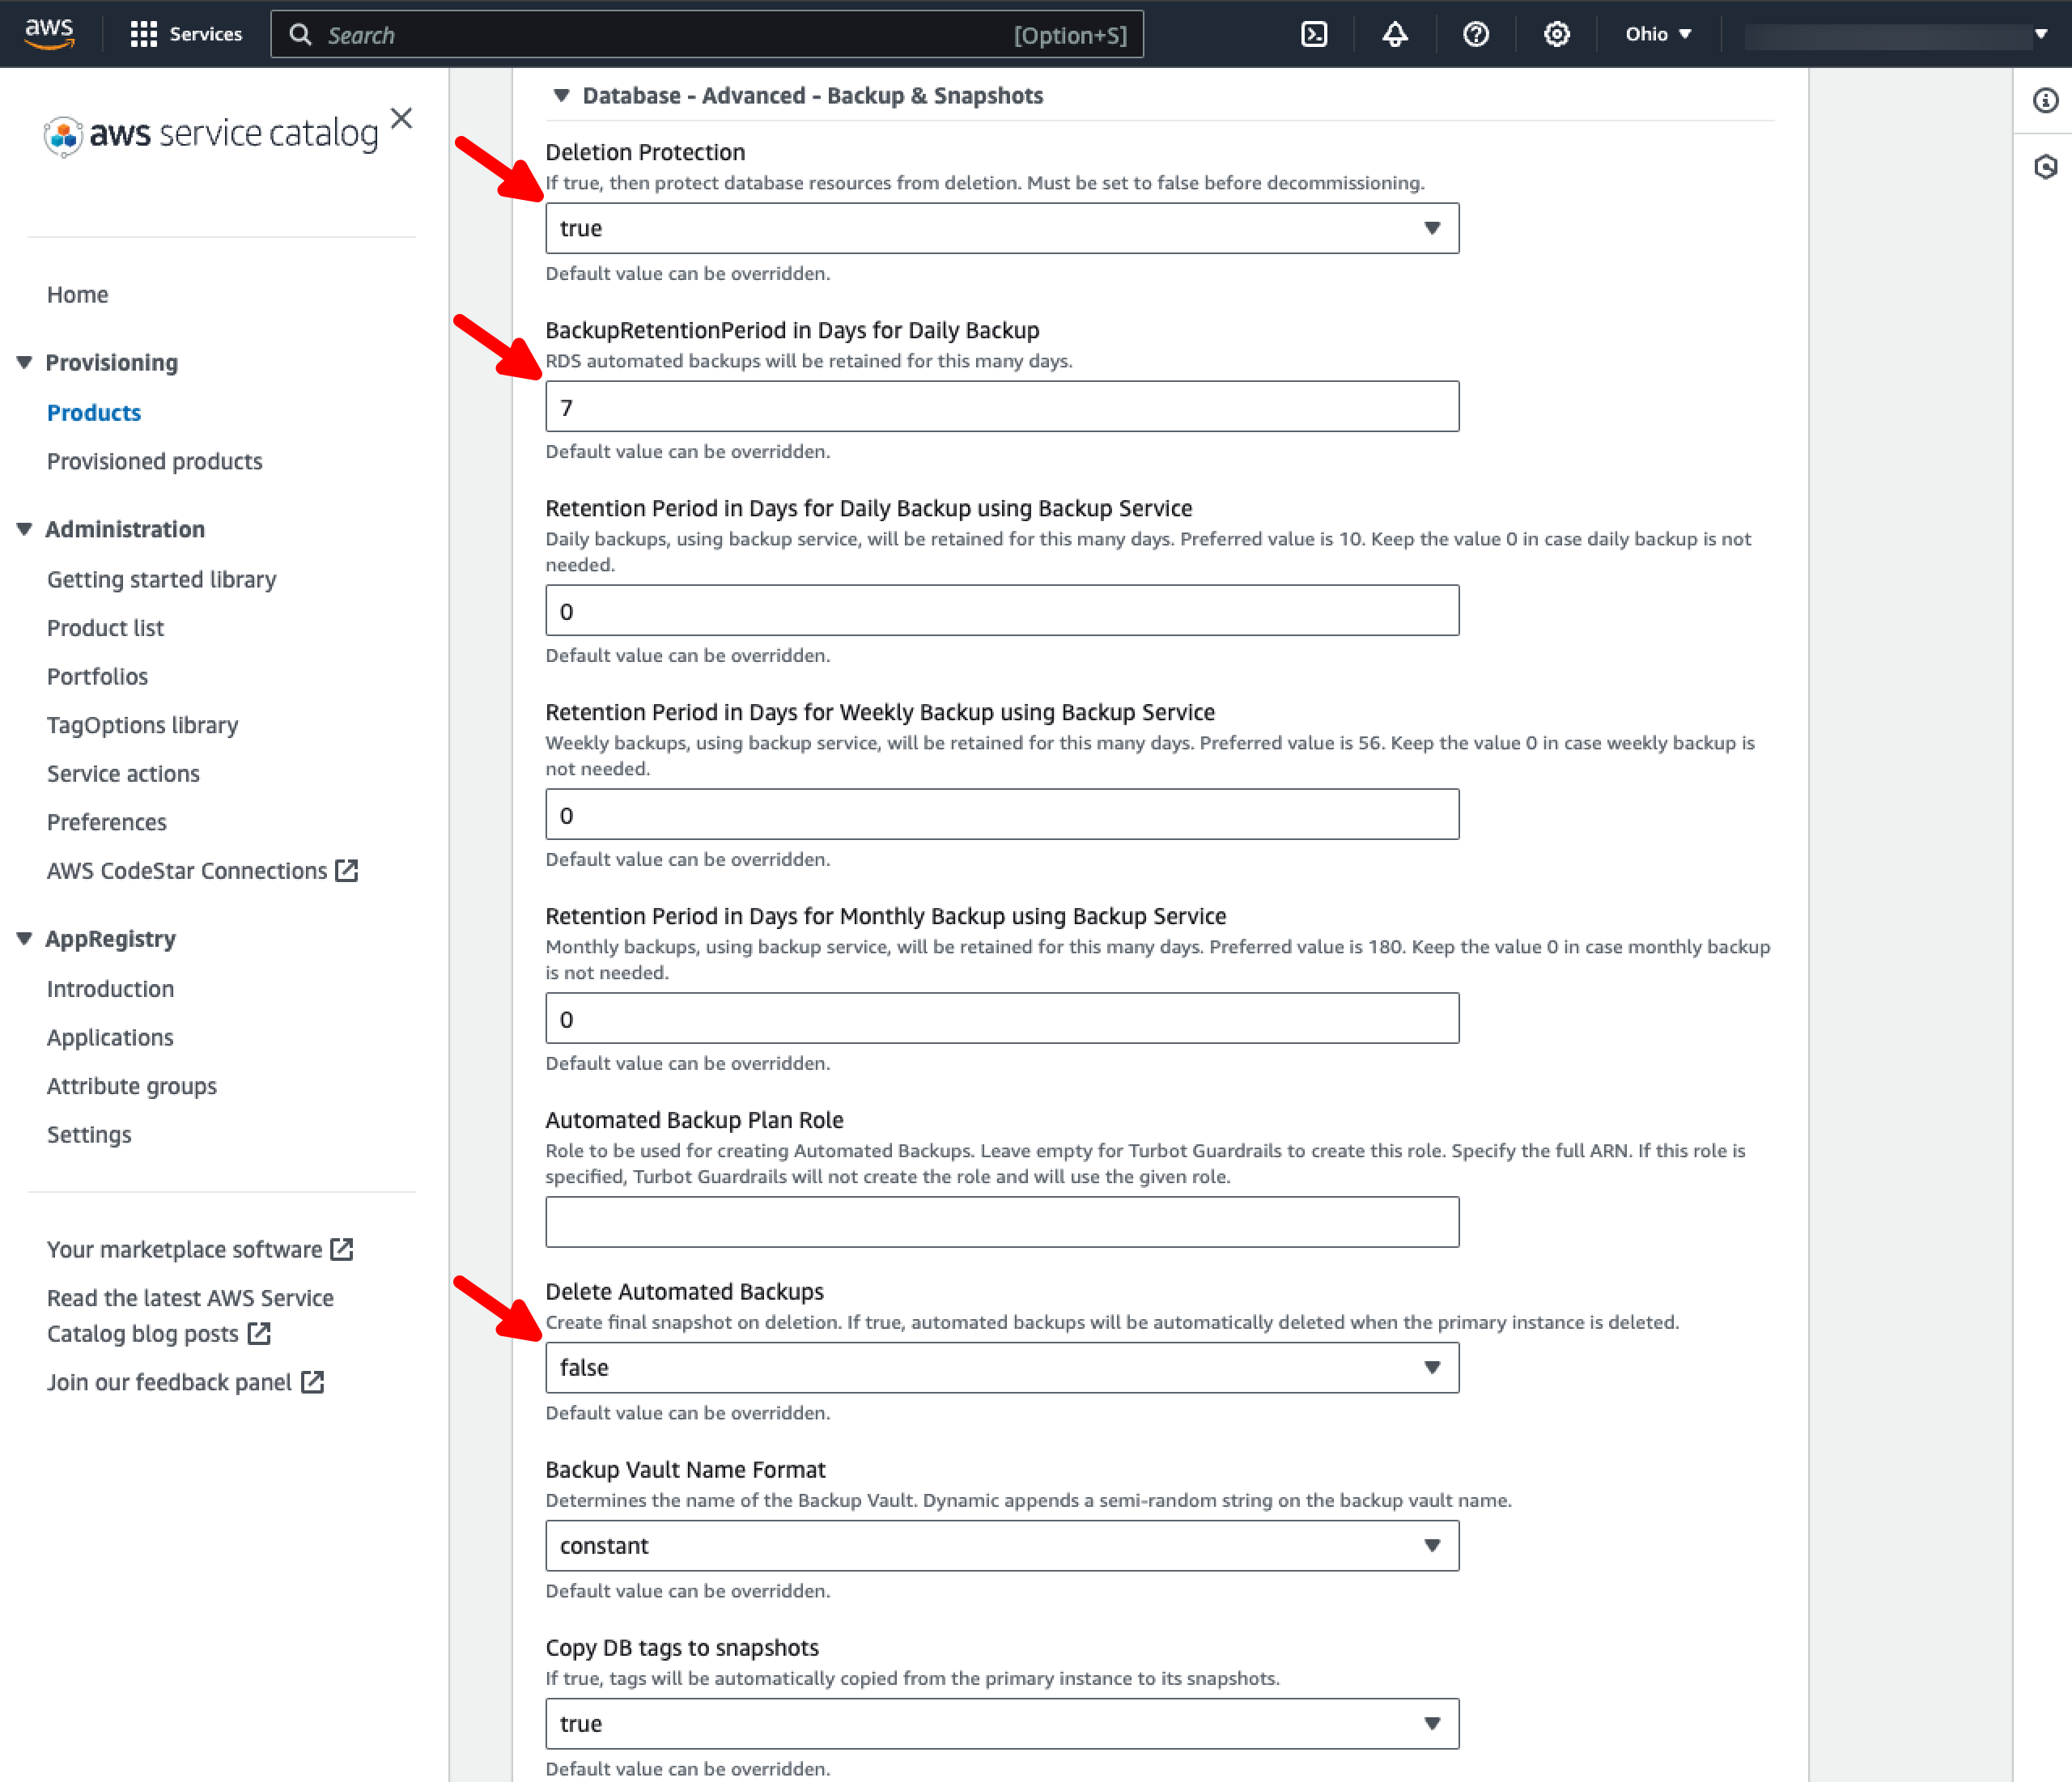 aws
Services
Search
[Option+S]
Ohio
aws service catalog
Home
Provisioning
Products
Provisioned products
Administration
Getting started library
Product list
Portfolios
TagOptions library
Service actions
Preferences
AWS CodeStar Connections
AppRegistry
Introduction
Applications
Attribute groups
Settings
Your marketplace software
Read the latest AWS Service
Catalog blog posts
Join our feedback panel
Database - Advanced - Backup & Snapshots
Deletion Protection
If true, then protect database resources from deletion. Must be set to false before decommissioning.
true
Default value can be overridden.
BackupRetentionPeriod in Days for Daily Backup
RDS automated backups will be retained for this many days.
7
Default value can be overridden.
Retention Period in Days for Daily Backup using Backup Service
Daily backups, using backup service, will be retained for this many days. Preferred value is 10. Keep the value 0 in case daily backup is not
needed.
0
Default value can be overridden.
Retention Period in Days for Weekly Backup using Backup Service
Weekly backups, using backup service, will be retained for this many days. Preferred value is 56. Keep the value 0 in case weekly backup is
not needed.
0
Default value can be overridden.
Retention Period in Days for Monthly Backup using Backup Service
Monthly backups, using backup service, will be retained for this many days. Preferred value is 180. Keep the value 0 in case monthly backup
is not needed.
0
Default value can be overridden.
Automated Backup Plan Role
Role to be used for creating Automated Backups. Leave empty for Turbot Guardrails to create this role. Specify the full ARN. If this role is
specified, Turbot Guardrails will not create the role and will use the given role.
Delete Automated Backups
Create final snapshot on deletion. If true, automated backups will be automatically deleted when the primary instance is deleted.
false
Default value can be overridden.
Backup Vault Name Format
Determines the name of the Backup Vault. Dynamic appends a semi-random string on the backup vault name.
constant
Default value can be overridden.
Copy DB tags to snapshots
If true, tags will be automatically copied from the primary instance to its snapshots.
true
Default value can be overridden.